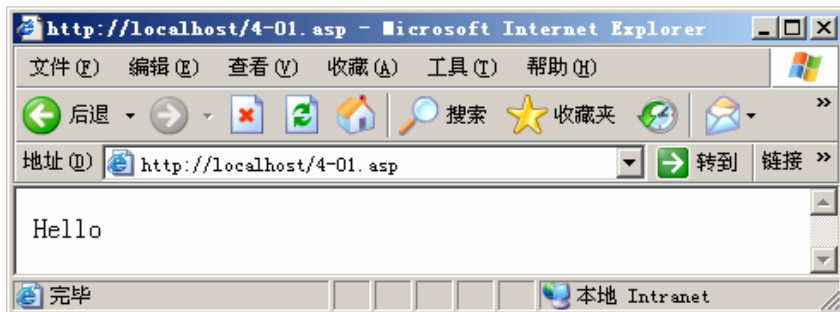 http://localhost/4-01.asp - Microsoft Internet Explorer
文件(F) 编辑(E) 查看(V) 收藏(A) 工具(T) 帮助(H)
后退 搜索 收藏夹 »
地址(D) http://localhost/4-01.asp 转到 链接 »
Hello
完毕 本地 Intranet